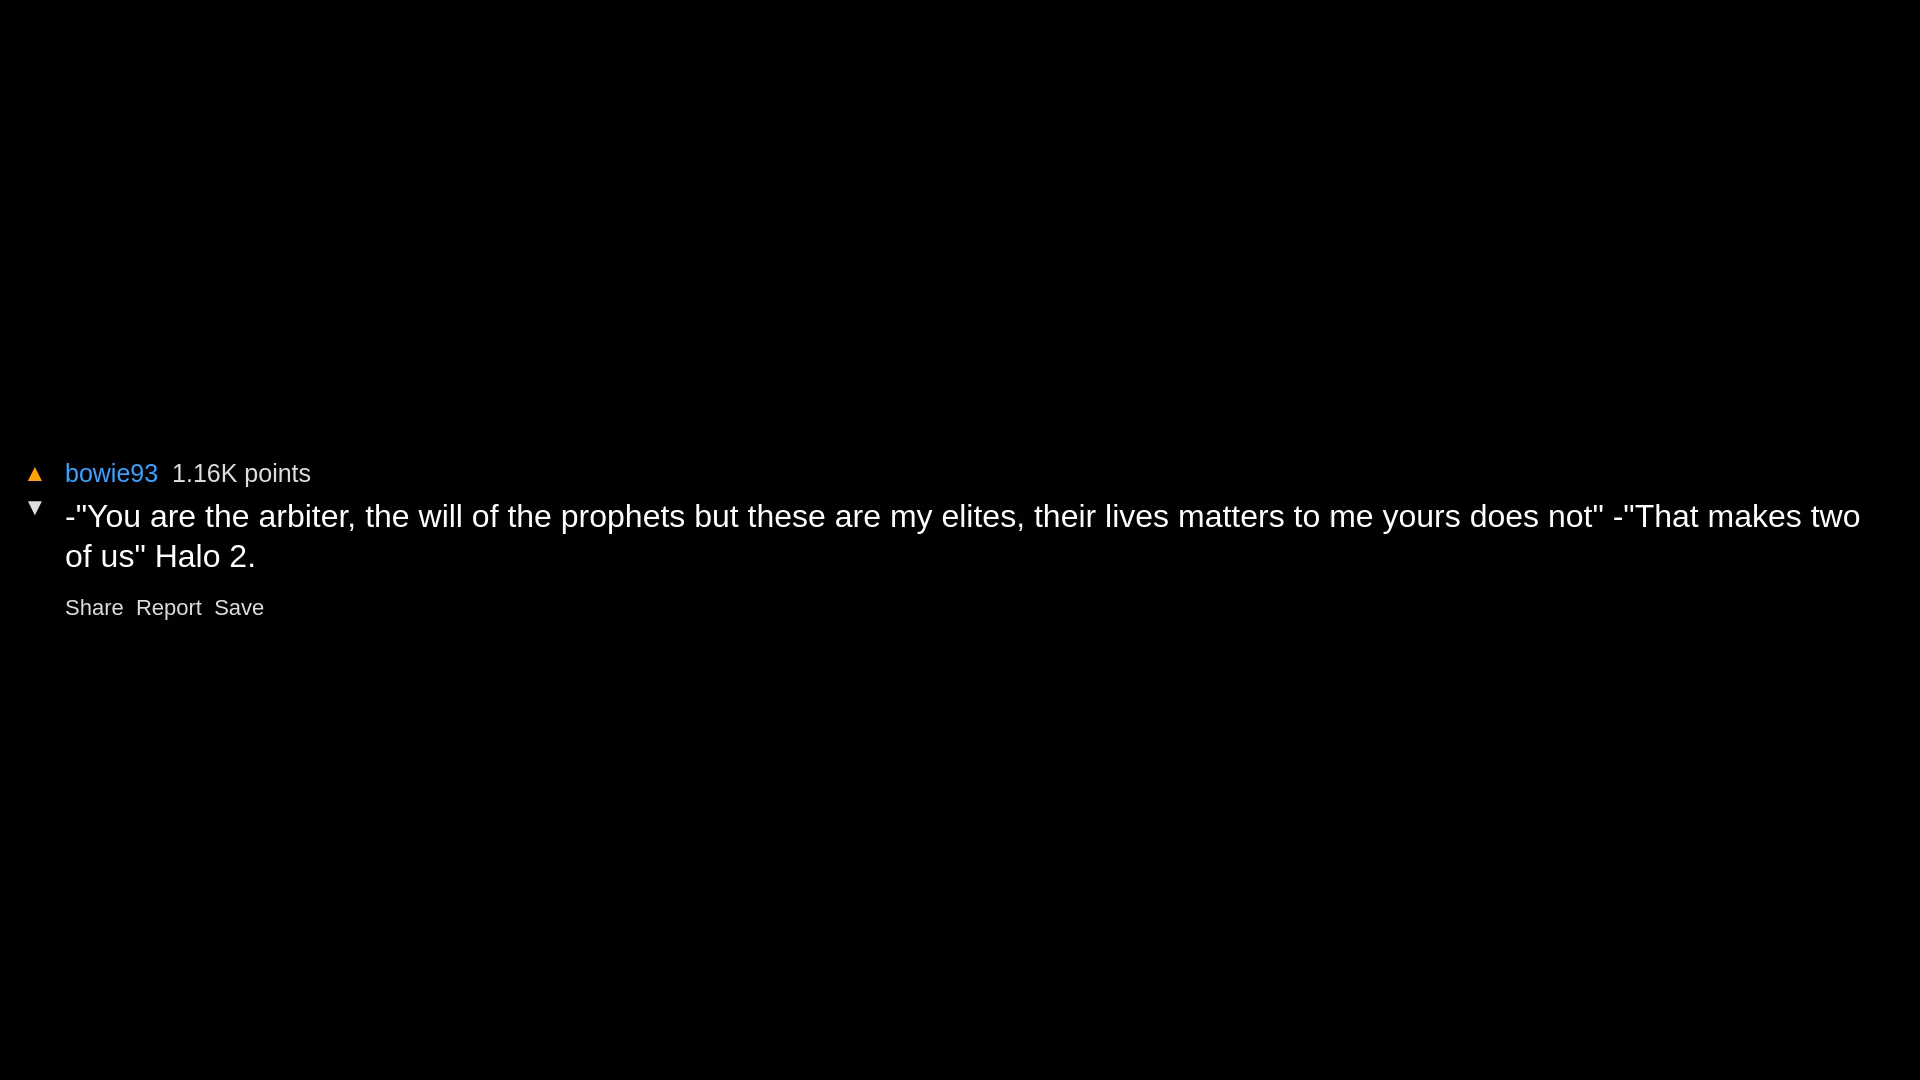 ▲ bowie93 1.16K points
▼
-"You are the arbiter, the will of the prophets but these are my elites, their lives matters to me yours does not" -"That makes two
of us" Halo 2.
Share Report Save